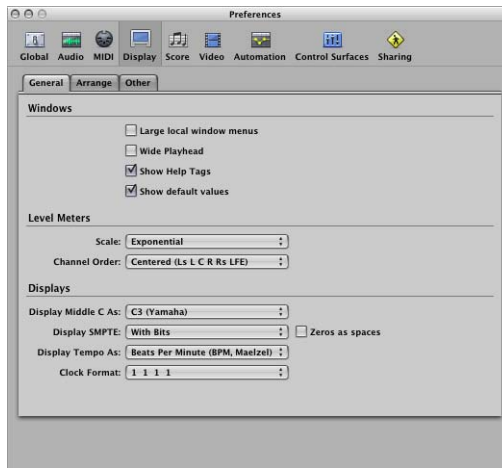 Preferences
Global Audio MIDI Display Score Video Automation Control Surfaces Sharing
General Arrange Other
Windows
Large local window menus
Wide Playhead
Show Help Tags
Show default values
Level Meters
Scale: Exponential
Channel Order: Centered (Ls L C R Rs LFE)
Displays
Display Middle C As: C3 (Yamaha)
Display SMPTE: With Bits Zeros as spaces
Display Tempo As: Beats Per Minute (BPM, Maelzel)
Clock Format: 1 1 1 1